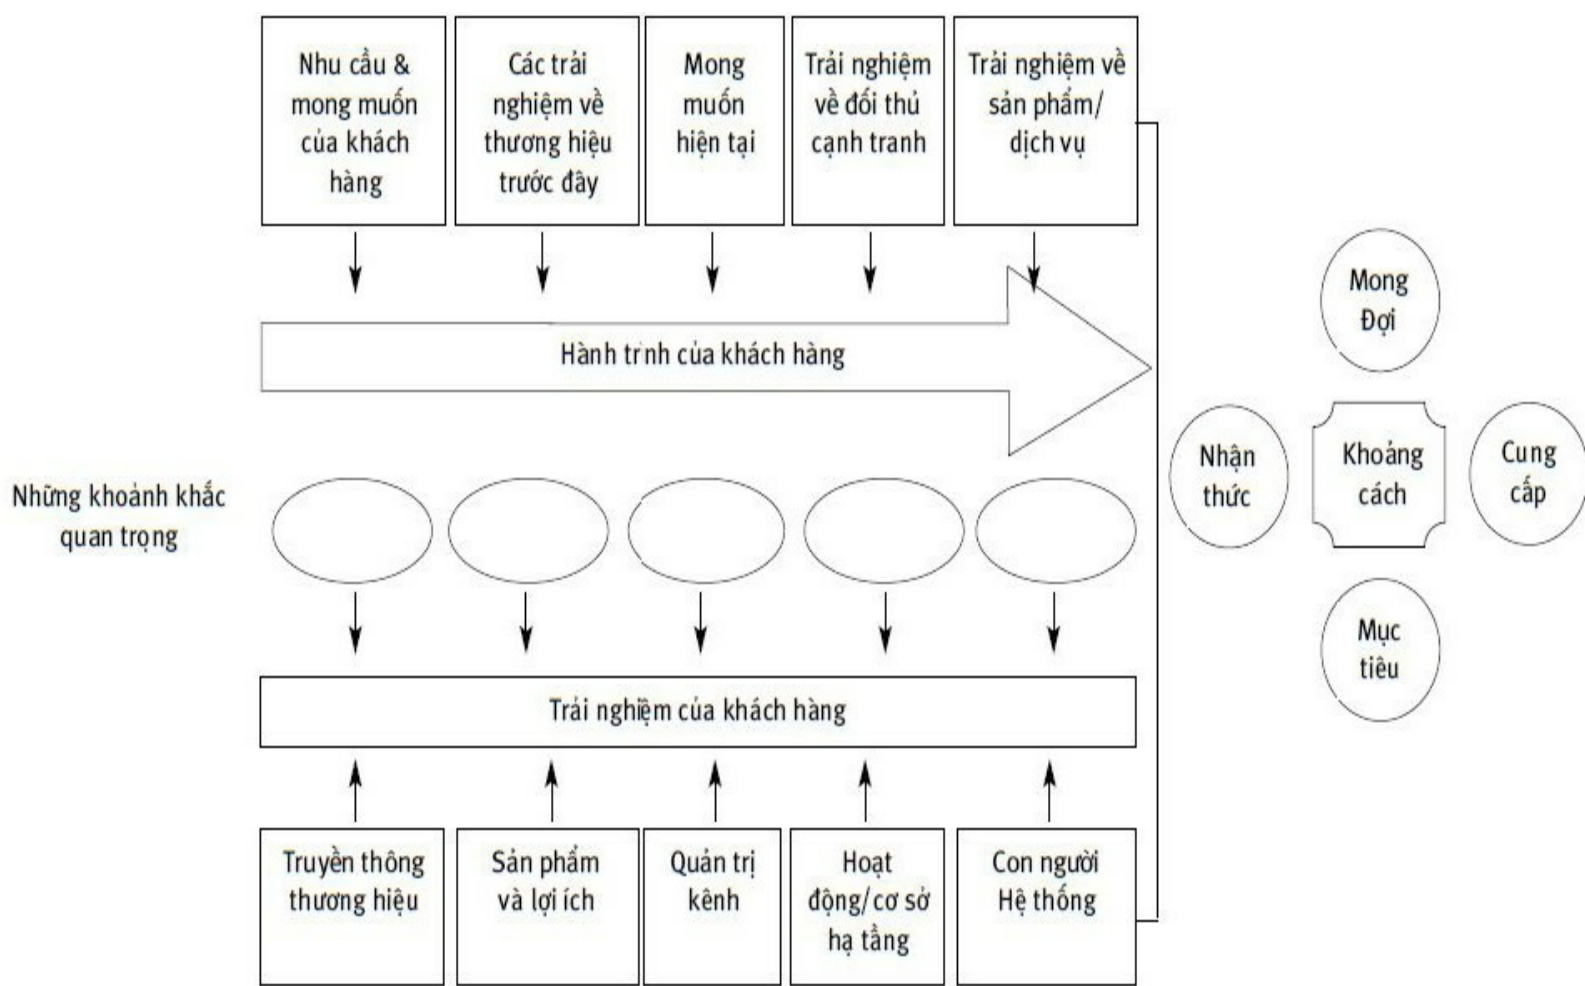 Nhu cầu &
mong muốn
của khách
hàng
Các trải
nghiệm về
thương hiệu
trước đây
Mong
muốn
hiện tại
Trải nghiệm
về đối thủ
cạnh tranh
Trải nghiệm về
sản phẩm/
dịch vụ
Hành trình của khách hàng
Những khoảnh khắc
quan trọng
Trải nghiệm của khách hàng
Truyền thông
thương hiệu
Sản phẩm
và lợi ích
Quản trị
kênh
Hoạt
động/cơ sở
hạ tầng
Con người
Hệ thống
Mong
Đợi
Nhận
thức
Khoảng
cách
Cung
cấp
Mục
tiêu